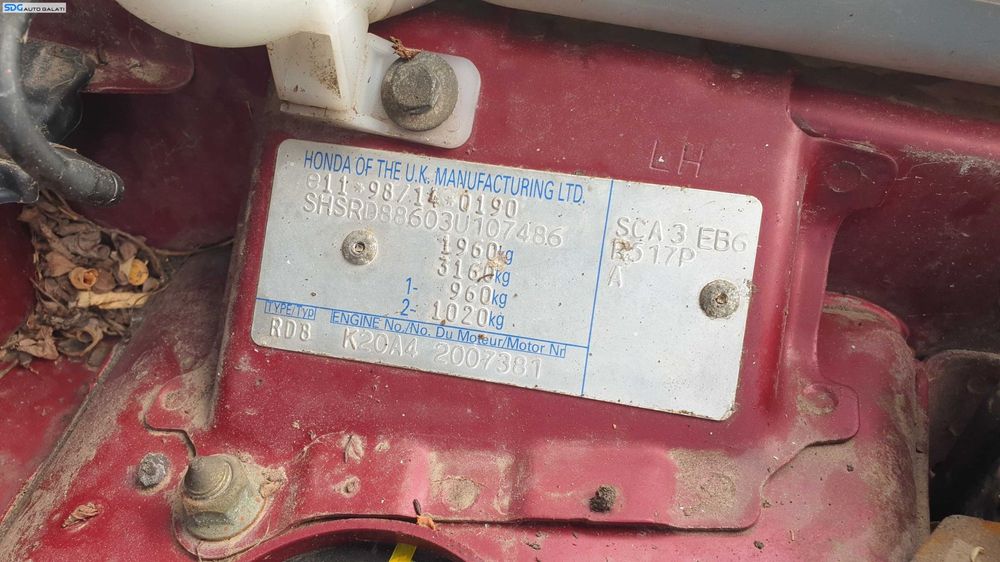 SDG AUTO GALATI
LH
HONDA OF THE U.K. MANUFACTURING LTD.
e11*98/14*0190
SHSRD88603U107486
1960kg
3160kg
1- 960kg
2- 1020kg
TYPE/Typ ENGINE No./No. Du Moteur/Motor Nr
RD8 K20A4 2007381
SCA 3 EB6
R517P
A